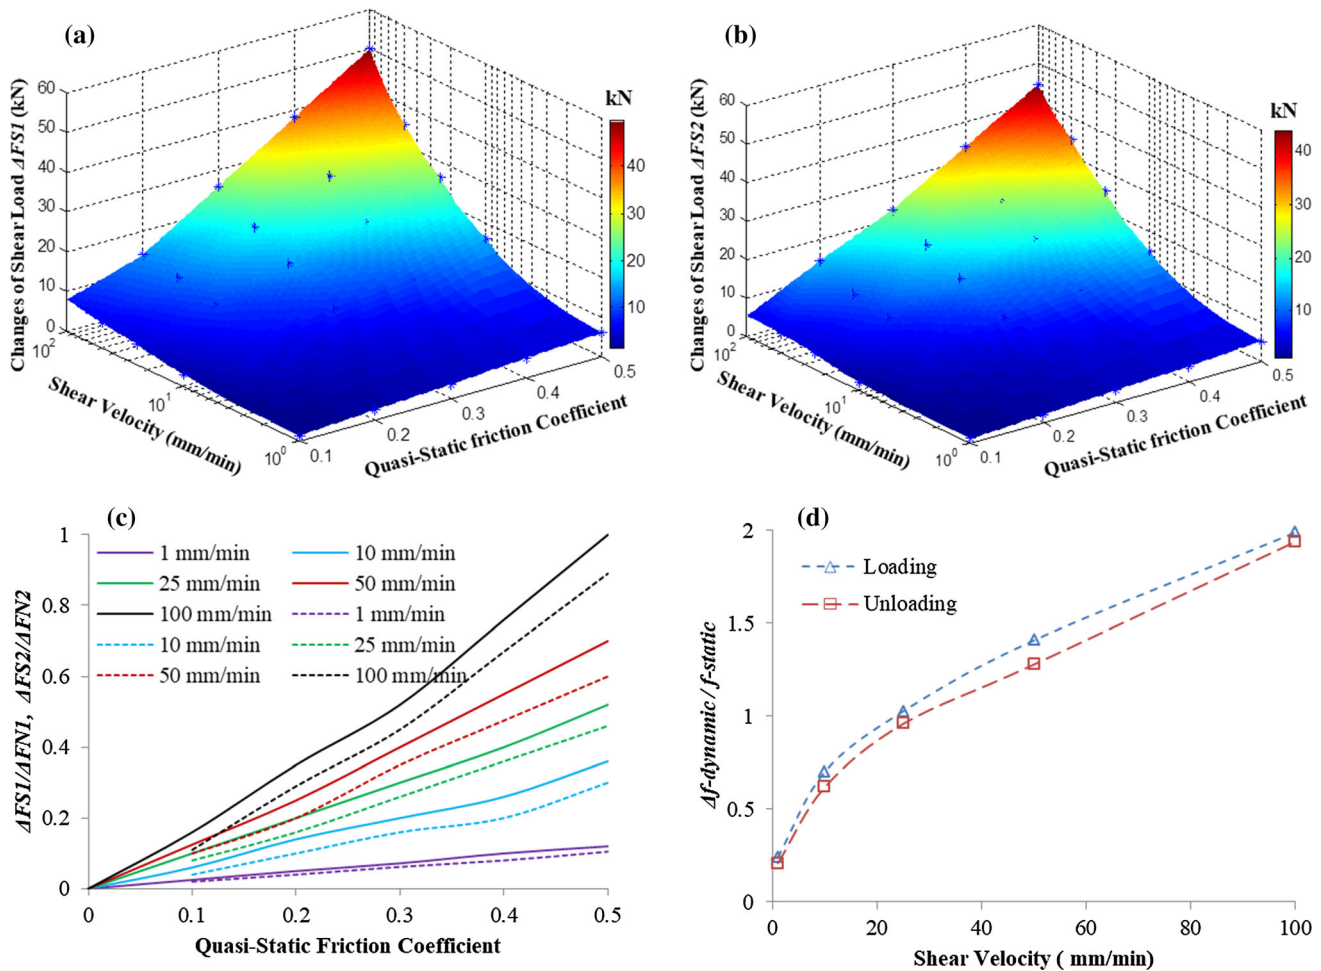 (a)
Changes of Shear Load ΔFS1 (kN)
60
50
40
30
20
10
0
10²
10¹
10⁰
Shear Velocity (mm/min)
0.1
0.2
0.3
0.4
0.5
Quasi-Static friction Coefficient
kN
40
30
20
10
(b)
Changes of Shear Load ΔFS2 (kN)
60
50
40
30
20
10
0
10²
10¹
10⁰
Shear Velocity (mm/min)
0.1
0.2
0.3
0.4
0.5
Quasi-Static friction Coefficient
kN
40
30
20
10
(c)
ΔFS1/ΔFN1, ΔFS2/ΔFN2
1
0.8
0.6
0.4
0.2
0
1 mm/min
10 mm/min
25 mm/min
50 mm/min
100 mm/min
1 mm/min
10 mm/min
25 mm/min
50 mm/min
100 mm/min
0 0.1 0.2 0.3 0.4 0.5
Quasi-Static Friction Coefficient
(d)
Δf-dynamic / f-static
2
1.5
1
0.5
0
Loading
Unloading
0 20 40 60 80 100
Shear Velocity ( mm/min)